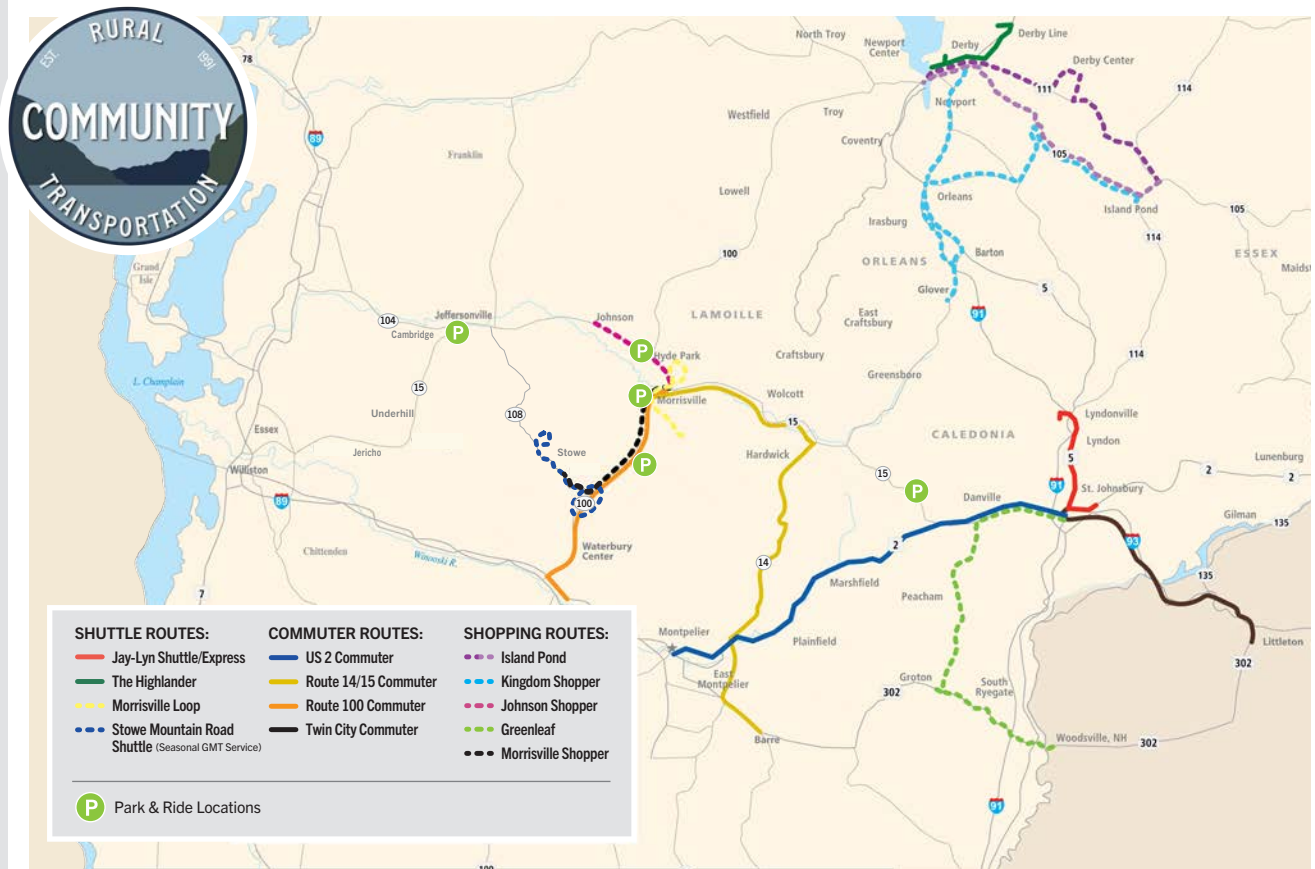 RURAL
EST.
1991
COMMUNITY
TRANSPORTATION
78
89
North Troy
Newport
Center
Derby
Derby Line
Derby Center
111
114
Newport
Westfield
Troy
Coventry
Franklin
105
Lowell
Orleans
Island Pond
105
Irasburg
114
100
Barton
ESSEX
Grand
Isle
ORLEANS
Maidst
5
Glover
Jeffersonville
104
Cambridge
P
Johnson
LAMOILLE
East
Craftsbury
91
P
Hyde Park
Craftsbury
114
L. Champlain
15
Greensboro
P
Morrisville
Wolcott
Underhill
108
15
Lyndonville
Essex
CALEDONIA
Lyndon
Jericho
Stowe
Hardwick
5
Williston
P
15
2
Lunenburg
2
89
100
P
Danville
91
St. Johnsbury
Gilman
135
Chittenden
Winooski R.
Waterbury
Center
2
93
14
Marshfield
135
7
Peacham
Montpelier
Plainfield
Littleton
302
East
Montpelier
Groton
302
South
Ryegate
Barre
Woodsville, NH
302
91
100
SHUTTLE ROUTES:
Jay-Lyn Shuttle/Express
The Highlander
Morrisville Loop
Stowe Mountain Road
Shuttle (Seasonal GMT Service)
COMMUTER ROUTES:
US 2 Commuter
Route 14/15 Commuter
Route 100 Commuter
Twin City Commuter
SHOPPING ROUTES:
Island Pond
Kingdom Shopper
Johnson Shopper
Greenleaf
Morrisville Shopper
P Park & Ride Locations